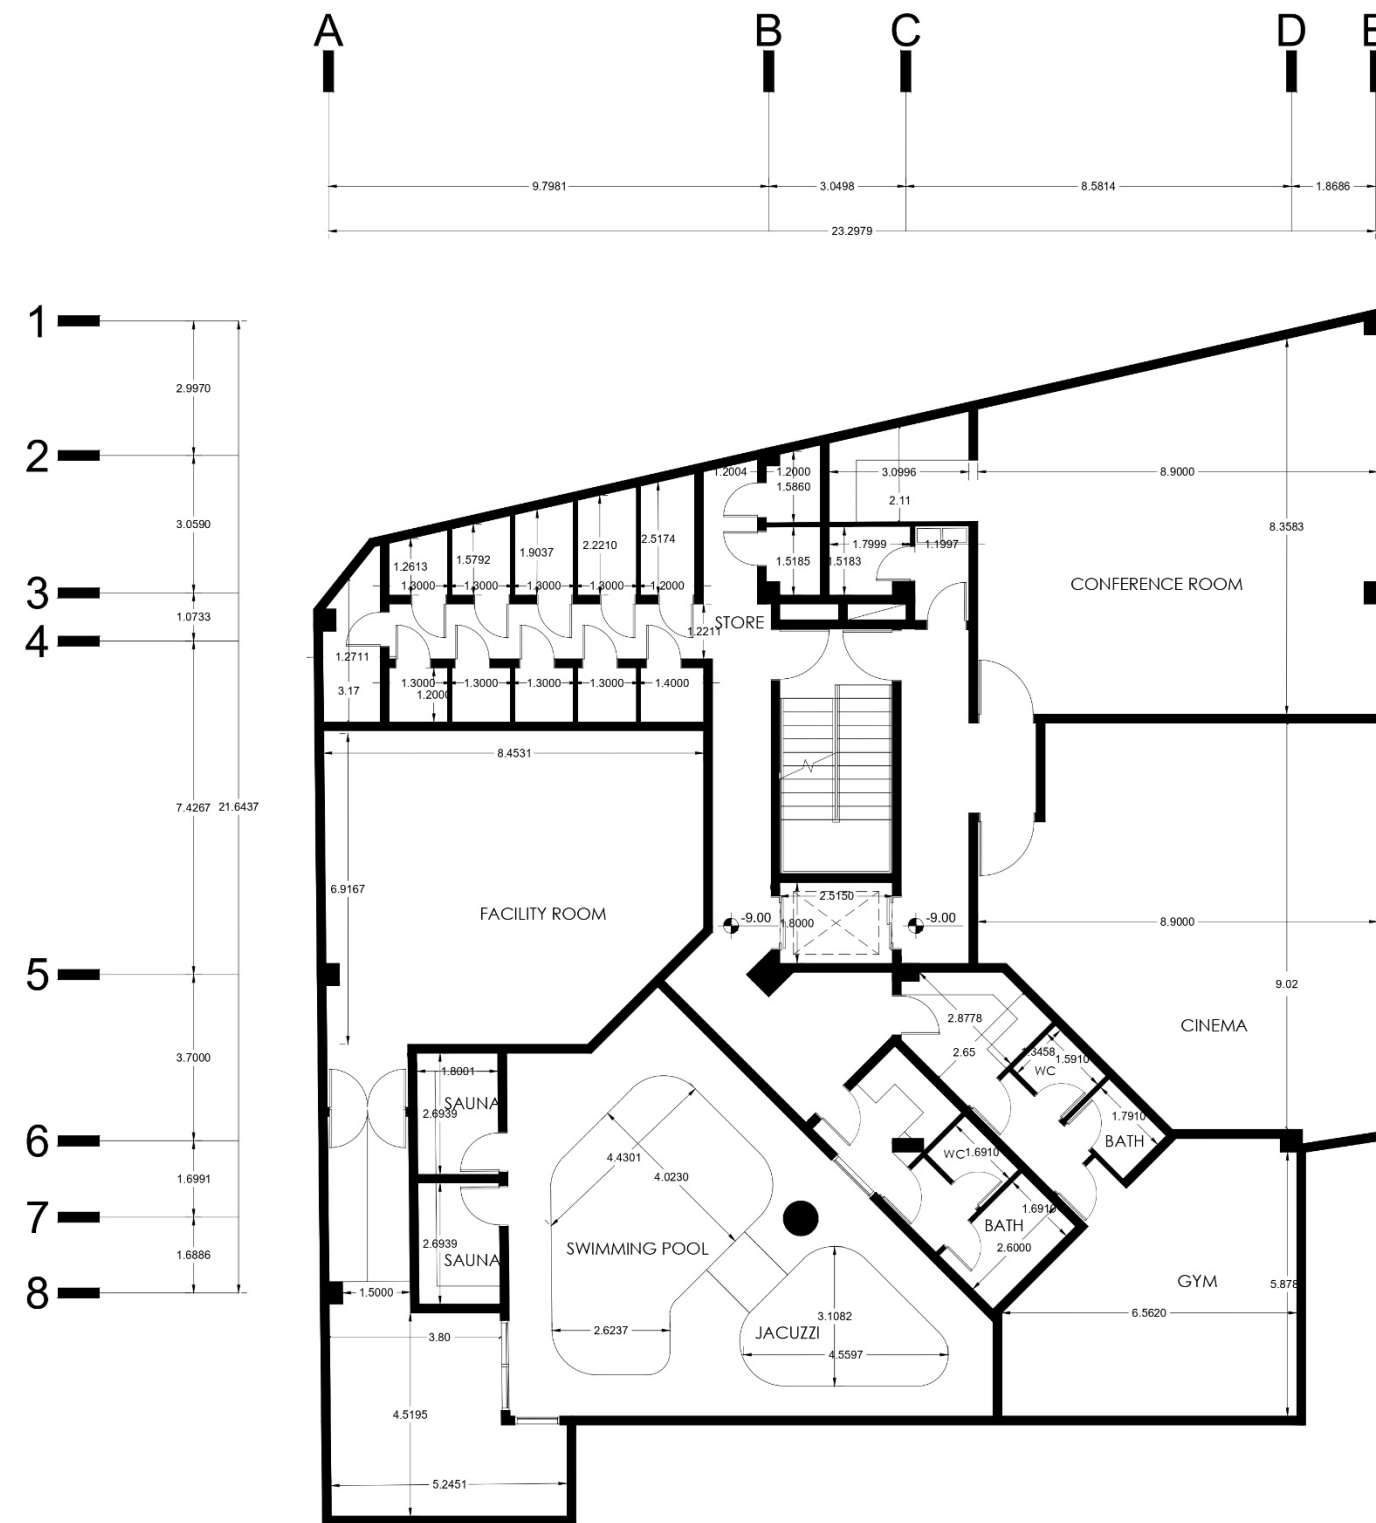 A B C D E
9.7981 3.0498 8.5814 1.8686
23.2979
1
2.9970
2
3.0590
3
1.0733
4
7.4267 21.6437
5
3.7000
6
1.6991
7
1.6886
8
1.2004 1.2000 3.0996 8.9000
1.5860
2.11
8.3583
1.2613 1.5792 1.9037 2.2210 2.5174
1.5185 1.5183 1.7999 1.1997
1.3000 1.3000 1.3000 1.3000 1.2000
CONFERENCE ROOM
STORE
1.2211
1.2711
3.17
1.3000 1.3000 1.3000 1.3000 1.4000
1.2000
8.4531
6.9167
FACILITY ROOM
2.5150
1.8000
-9.00 -9.00
8.9000
9.02
CINEMA
2.8778
2.65
1.3458 1.5910
WC
1.7910
BATH
1.8001
SAUNA
2.6939
4.4301
4.0230
WC 1.6910
1.6910
BATH
2.6000
SWIMMING POOL
2.6939
SAUNA
GYM
5.878
1.5000
3.80
2.6237
3.1082
JACUZZI
4.5597
6.5620
4.5195
5.2451